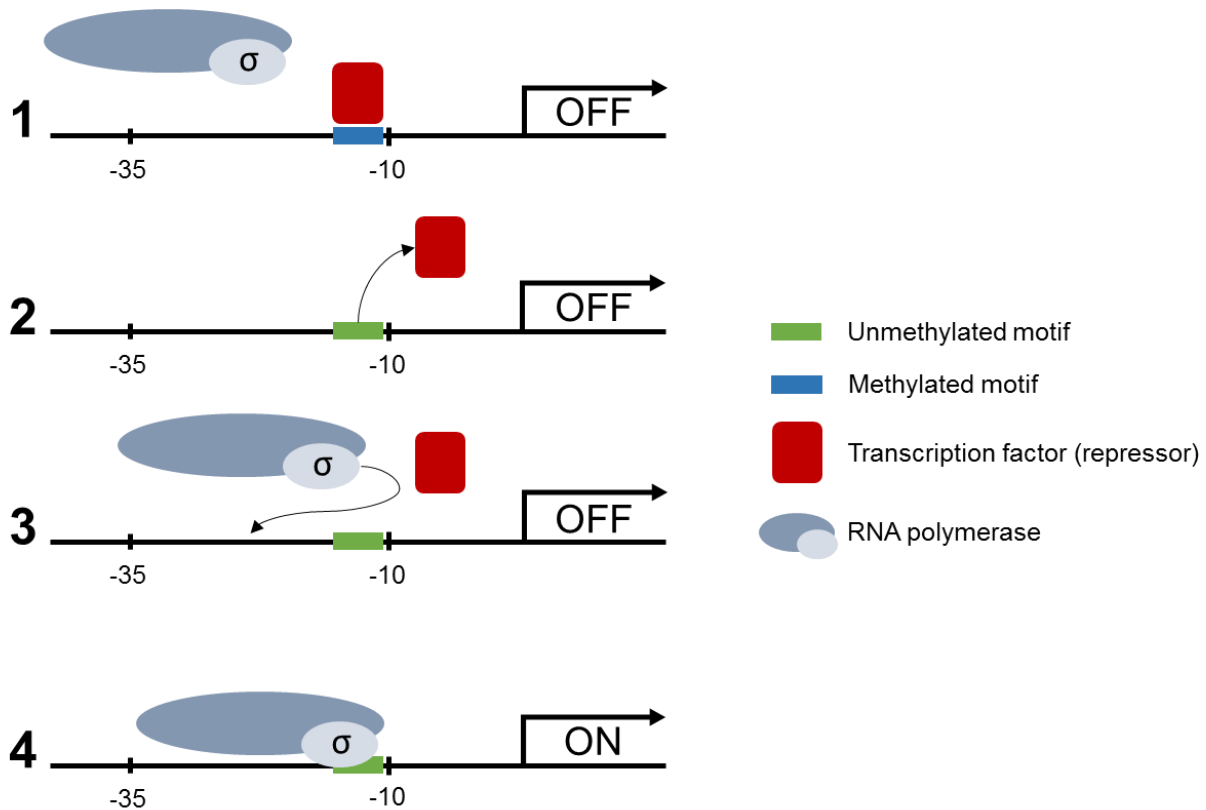 σ
OFF
1
-35
-10
OFF
2
-35
-10
Unmethylated motif
Methylated motif
σ
Transcription factor (repressor)
OFF
3
RNA polymerase
-35
-10
σ
ON
4
-35
-10